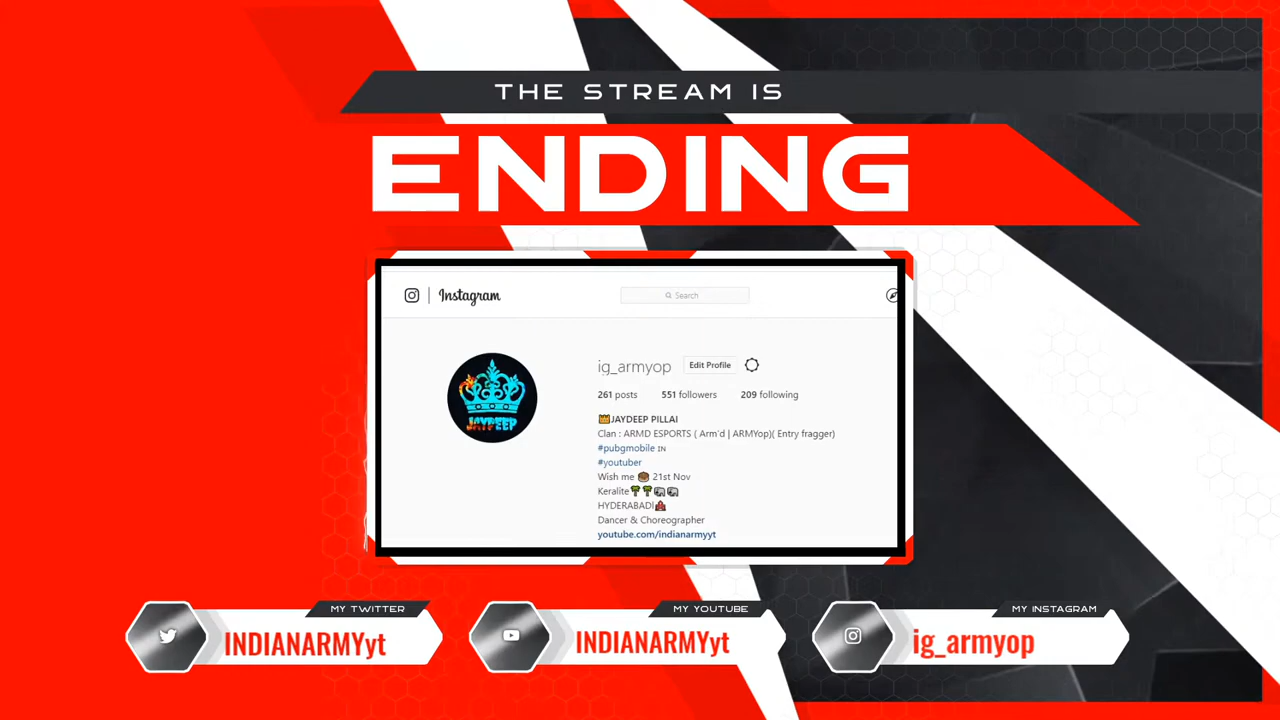 THE STREAM IS
ENDING
Instagram
Search
ig_armyop Edit Profile
261 posts 551 followers 209 following
JAYDEEP
👑JAYDEEP PILLAI
Clan : ARMD ESPORTS ( Arm´d | ARMYop)( Entry fragger)
#pubgmobile IN
#youtuber
Wish me 🎂 21st Nov
Keralite🌴🌴🐘🐘
HYDERABADI🕌
Dancer & Choreographer
youtube.com/indianarmyyt
MY TWITTER
INDIANARMYyt
MY YOUTUBE
INDIANARMYyt
MY INSTAGRAM
ig_armyop